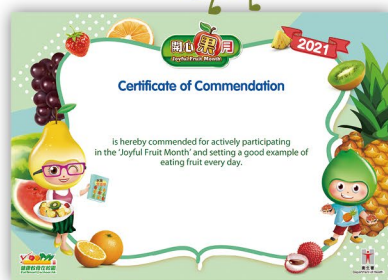 開心果月
Joyful Fruit Month
2021
Certificate of Commendation
is hereby commended for actively participating
in the 'Joyful Fruit Month' and setting a good example of
eating fruit every day.